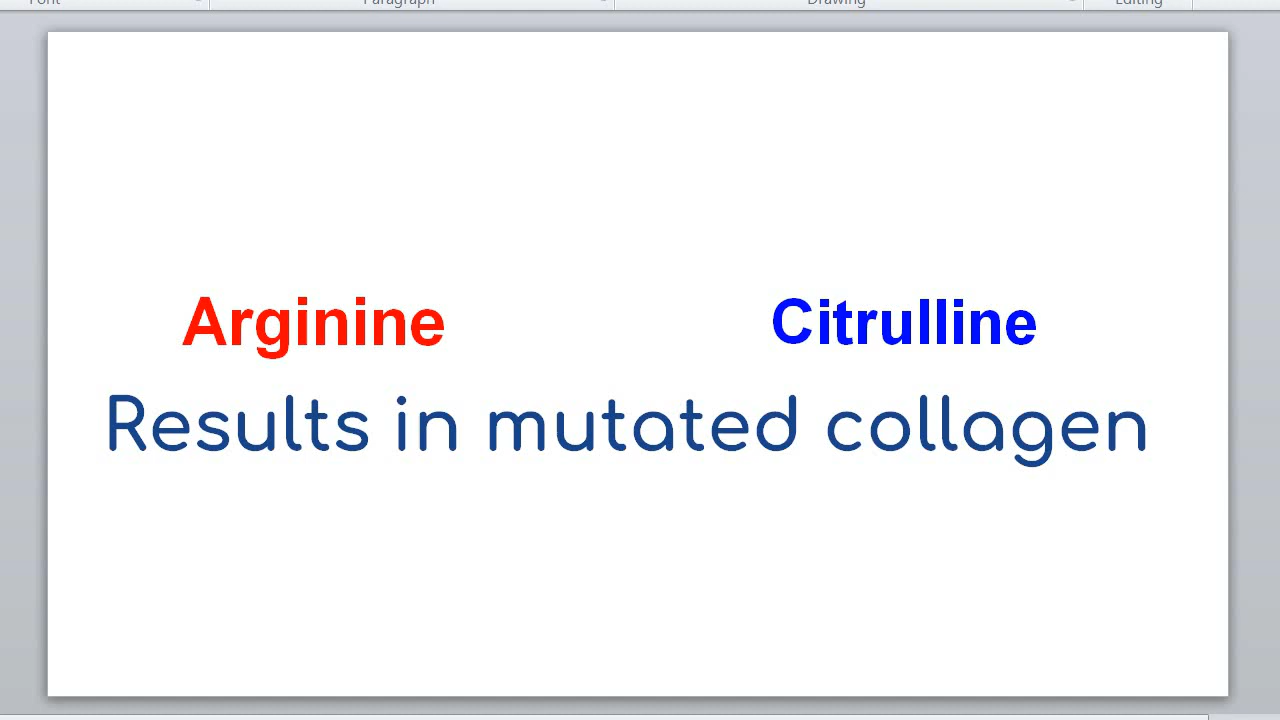 Font Paragraph Drawing Editing
Arginine Citrulline
Results in mutated collagen